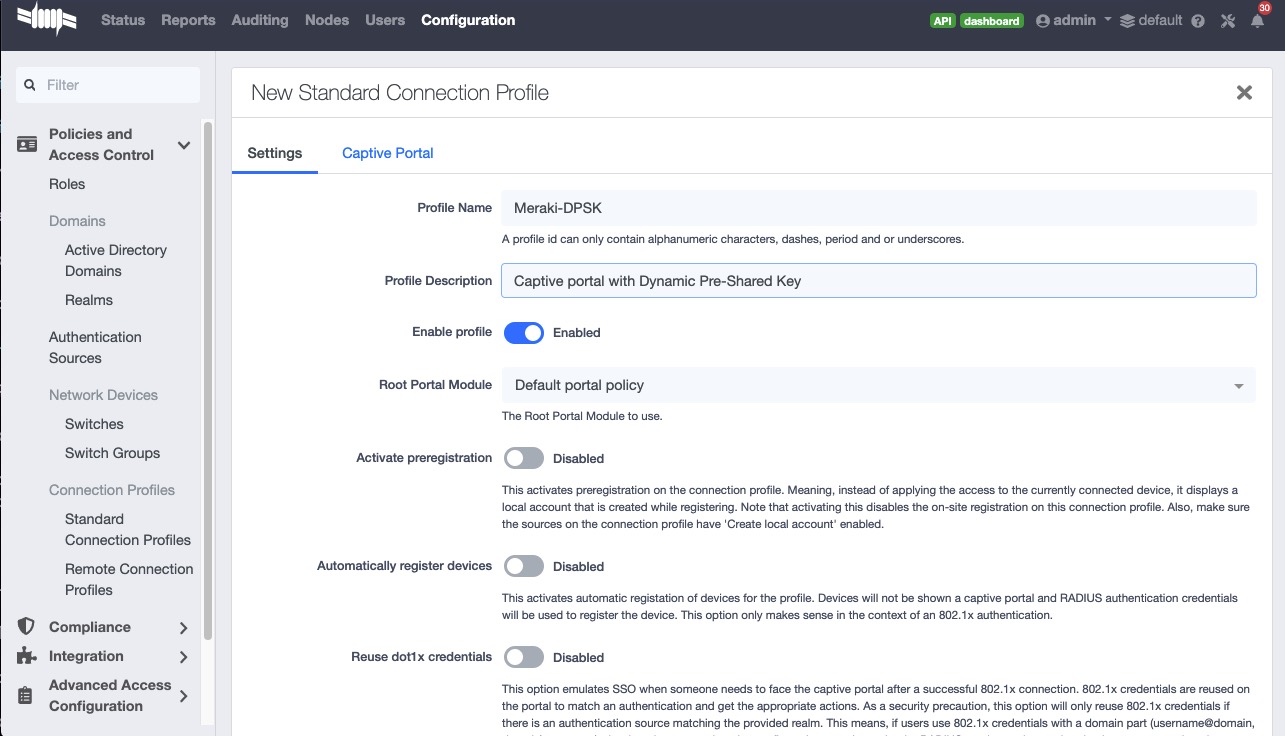 Status Reports Auditing Nodes Users Configuration API dashboard admin default 30
Filter
Policies and
Access Control
Roles
Domains
Active Directory
Domains
Realms
Authentication
Sources
Network Devices
Switches
Switch Groups
Connection Profiles
Standard
Connection Profiles
Remote Connection
Profiles
Compliance
Integration
Advanced Access
Configuration
New Standard Connection Profile
Settings Captive Portal
Profile Name Meraki-DPSK
A profile id can only contain alphanumeric characters, dashes, period and or underscores.
Profile Description Captive portal with Dynamic Pre-Shared Key
Enable profile Enabled
Root Portal Module Default portal policy
The Root Portal Module to use.
Activate preregistration Disabled
This activates preregistration on the connection profile. Meaning, instead of applying the access to the currently connected device, it displays a
local account that is created while registering. Note that activating this disables the on-site registration on this connection profile. Also, make sure
the sources on the connection profile have 'Create local account' enabled.
Automatically register devices Disabled
This activates automatic registation of devices for the profile. Devices will not be shown a captive portal and RADIUS authentication credentials
will be used to register the device. This option only makes sense in the context of an 802.1x authentication.
Reuse dot1x credentials Disabled
This option emulates SSO when someone needs to face the captive portal after a successful 802.1x connection. 802.1x credentials are reused on
the portal to match an authentication and get the appropriate actions. As a security precaution, this option will only reuse 802.1x credentials if
there is an authentication source matching the provided realm. This means, if users use 802.1x credentials with a domain part (username@domain,